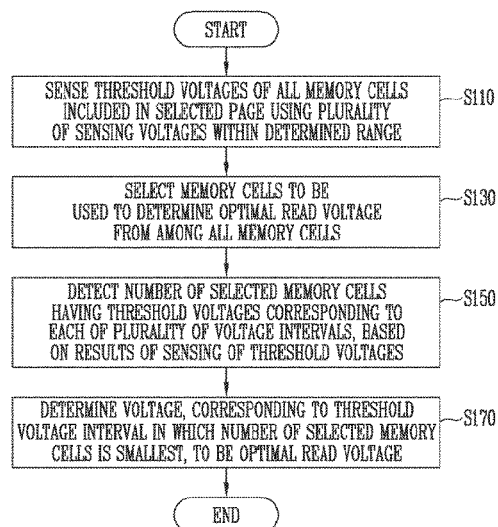 START
SENSE THRESHOLD VOLTAGES OF ALL MEMORY CELLS
INCLUDED IN SELECTED PAGE USING PLURALITY
OF SENSING VOLTAGES WITHIN DETERMINED RANGE
S110
SELECT MEMORY CELLS TO BE
USED TO DETERMINE OPTIMAL READ VOLTAGE
FROM AMONG ALL MEMORY CELLS
S130
DETECT NUMBER OF SELECTED MEMORY CELLS
HAVING THRESHOLD VOLTAGES CORRESPONDING TO
EACH OF PLURALITY OF VOLTAGE INTERVALS, BASED
ON RESULTS OF SENSING OF THRESHOLD VOLTAGES
S150
DETERMINE VOLTAGE, CORRESPONDING TO THRESHOLD
VOLTAGE INTERVAL IN WHICH NUMBER OF SELECTED MEMORY
CELLS IS SMALLEST, TO BE OPTIMAL READ VOLTAGE
S170
END